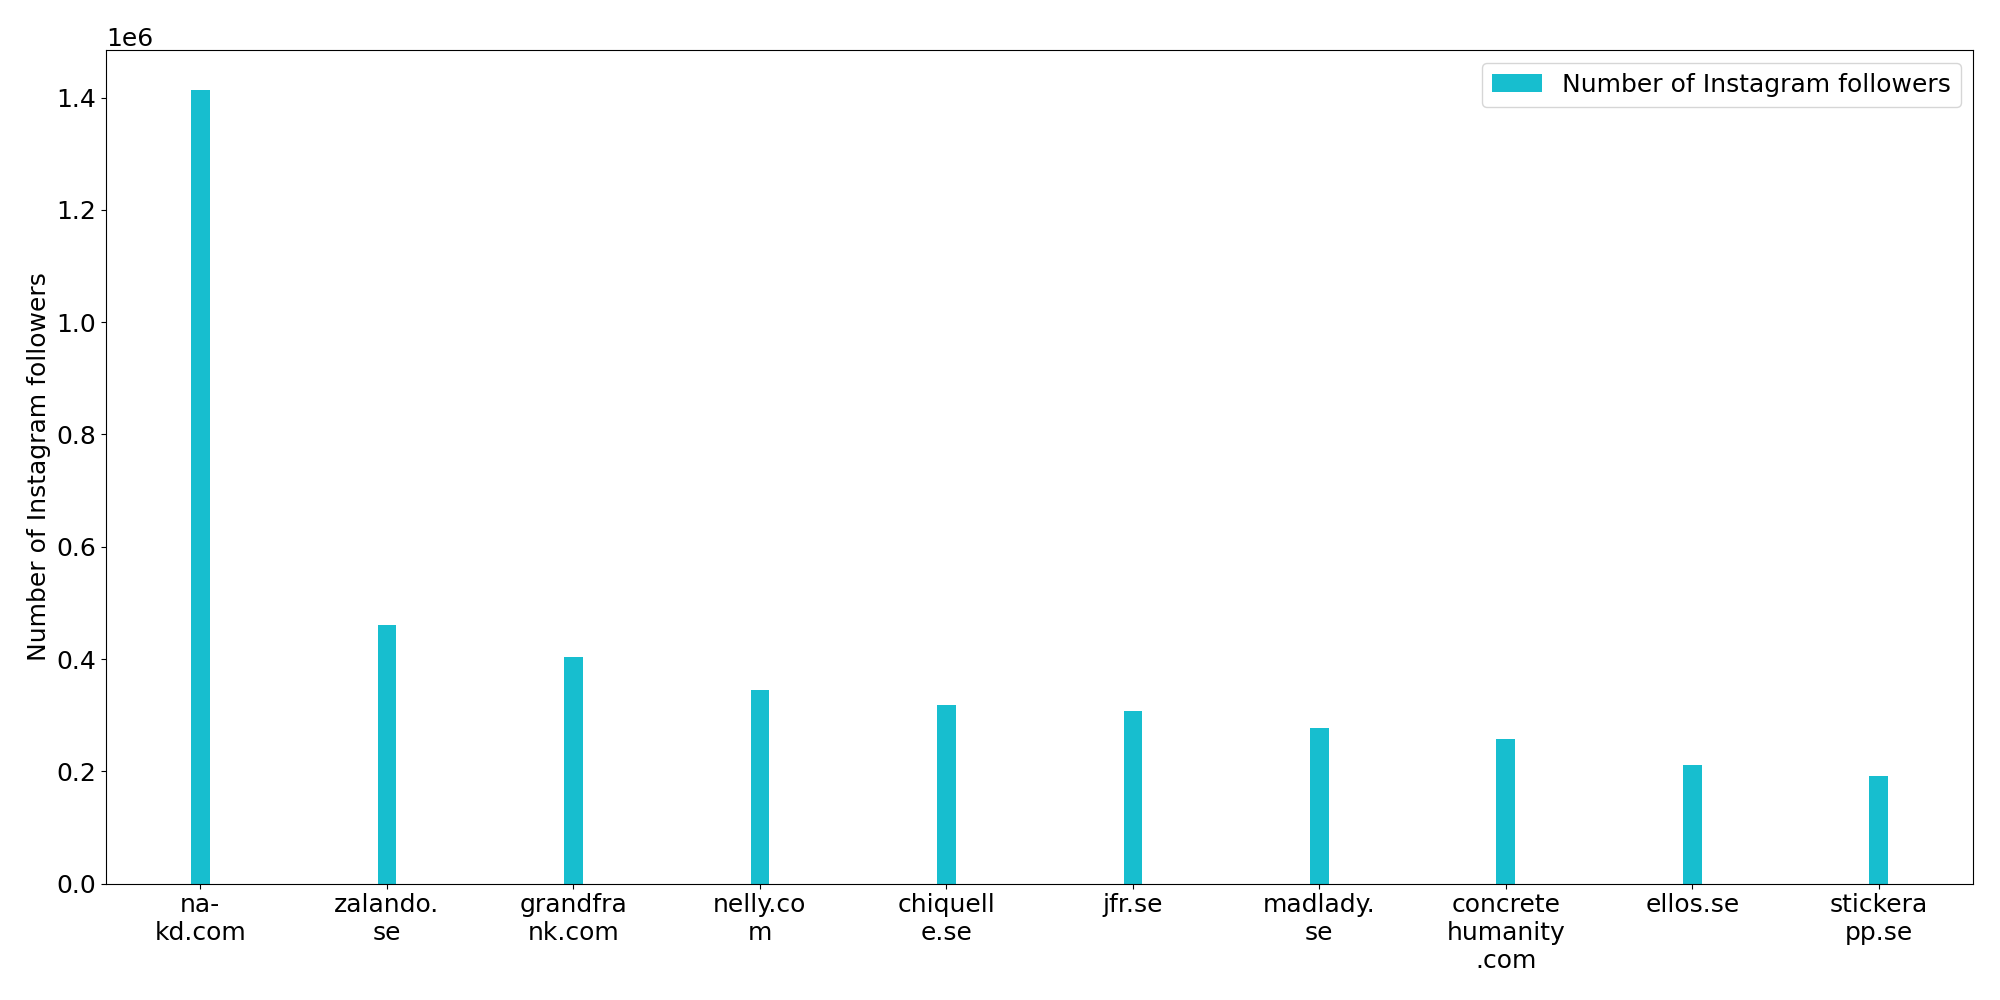 1e6
Number of Instagram followers
1.4
1.2
1.0
0.8
0.6
0.4
0.2
0.0
Number of Instagram followers
na-
kd.com
zalando.
se
grandfra
nk.com
nelly.co
m
chiquell
e.se
jfr.se
madlady.
se
concrete
humanity
.com
ellos.se
stickera
pp.se